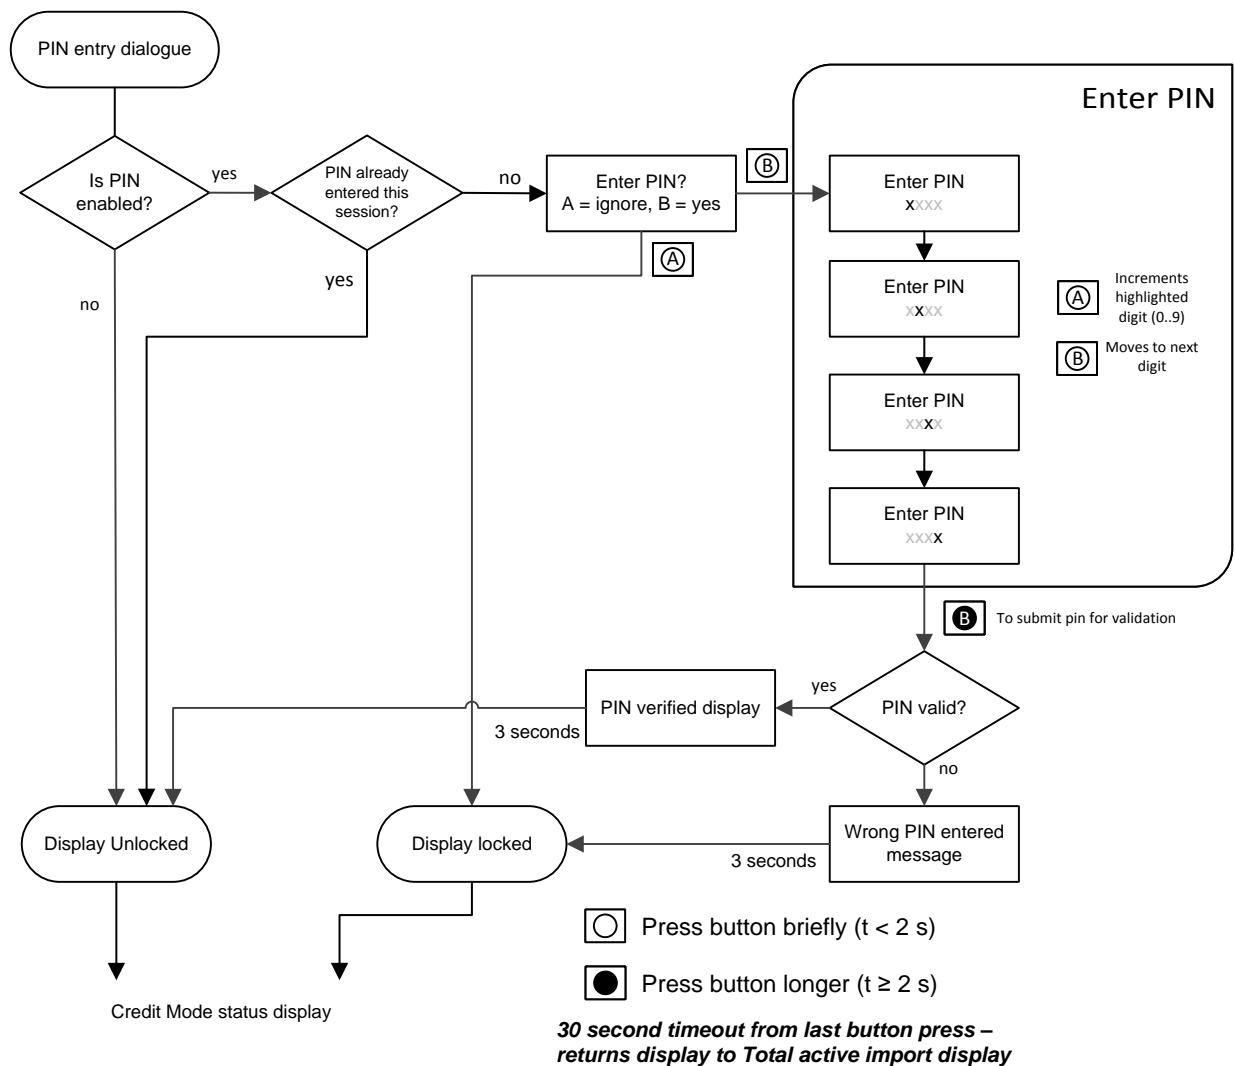 PIN entry dialogue
Enter PIN
Is PIN
enabled?
yes
PIN already
entered this
session?
no
Enter PIN?
A = ignore, B = yes
B
A
yes
no
Enter PIN
xxxx
Enter PIN
xxxx
Enter PIN
xxxx
Enter PIN
xxxx
A
Increments
highlighted
digit (0..9)
B
Moves to next
digit
B
To submit pin for validation
PIN valid?
yes
PIN verified display
3 seconds
no
Wrong PIN entered
message
3 seconds
Display Unlocked
Display locked
Press button briefly (t < 2 s)
Press button longer (t ≥ 2 s)
Credit Mode status display
30 second timeout from last button press –
returns display to Total active import display